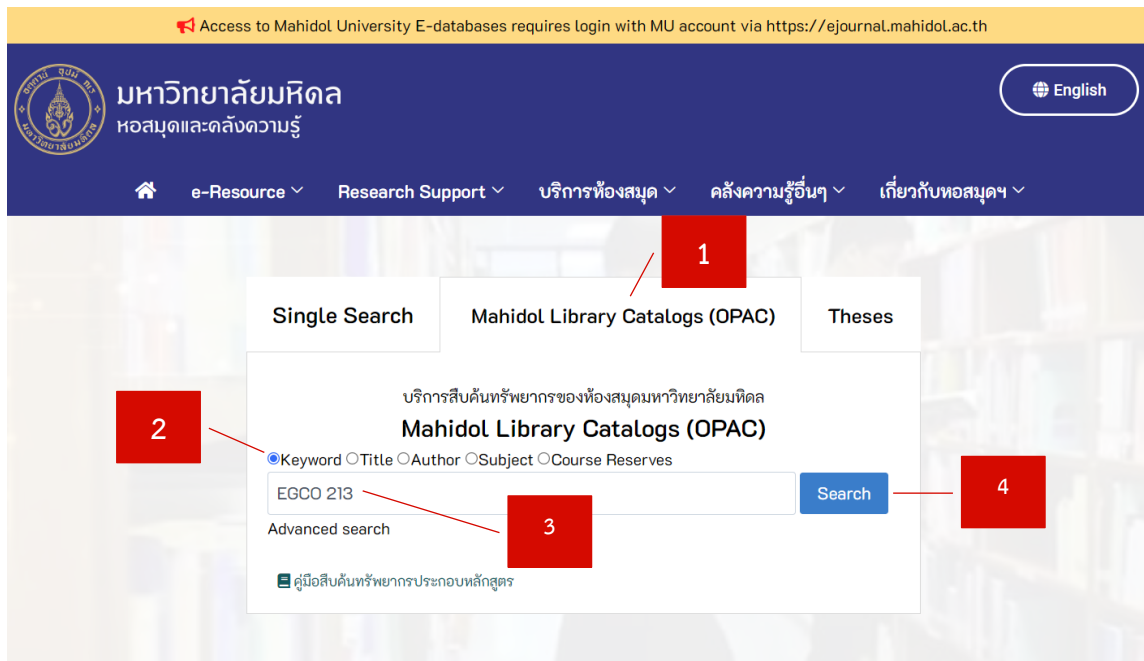 Access to Mahidol University E-databases requires login with MU account via https://ejournal.mahidol.ac.th
มหาวิทยาลัยมหิดล
หอสมุดและคลังความรู้
English
e-Resource
Research Support
บริการห้องสมุด
คลังความรู้อื่นๆ
เกี่ยวกับหอสมุดฯ
1
Single Search
Mahidol Library Catalogs (OPAC)
Theses
บริการสืบค้นทรัพยากรของห้องสมุดมหาวิทยาลัยมหิดล
2
Mahidol Library Catalogs (OPAC)
Keyword Title Author Subject Course Reserves
EGCO 213
Search
4
3
Advanced search
คู่มือสืบค้นทรัพยากรประกอบหลักสูตร